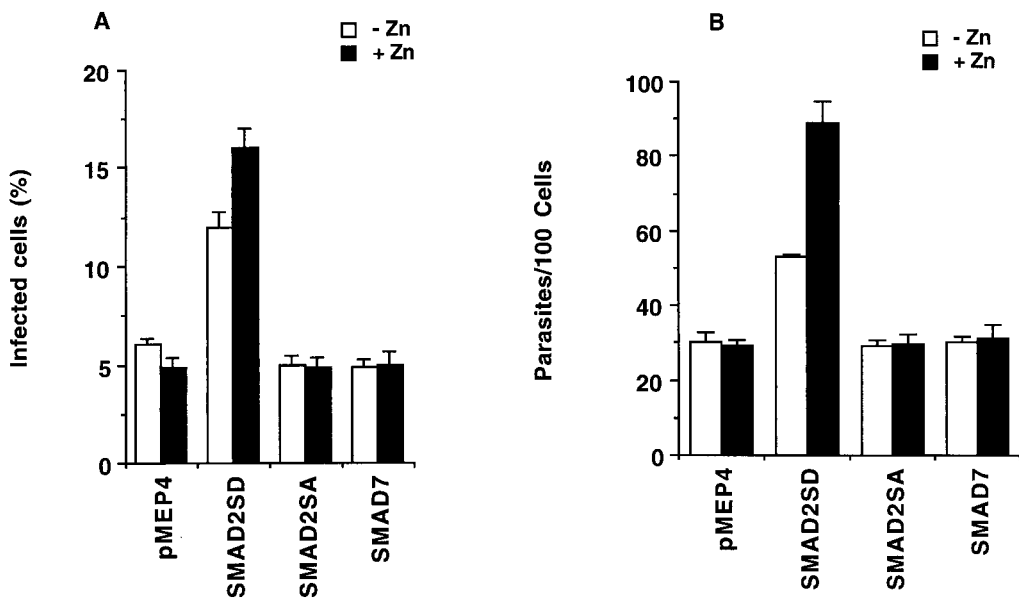 A
- Zn
+ Zn
Infected cells (%)
20
15
10
5
0
pMEP4
SMAD2SD
SMAD2SA
SMAD7
B
- Zn
+ Zn
Parasites/100 Cells
100
80
60
40
20
0
pMEP4
SMAD2SD
SMAD2SA
SMAD7